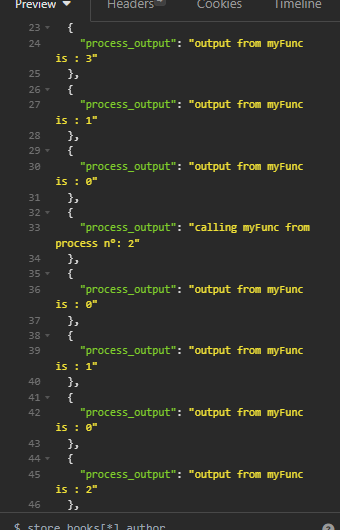 Preview Headers Cookies Timeline
23 {
24 "process_output": "output from myFunc
is : 3"
25 },
26 {
27 "process_output": "output from myFunc
is : 1"
28 },
29 {
30 "process_output": "output from myFunc
is : 0"
31 },
32 {
33 "process_output": "calling myFunc from
process nº: 2"
34 },
35 {
36 "process_output": "output from myFunc
is : 0"
37 },
38 {
39 "process_output": "output from myFunc
is : 1"
40 },
41 {
42 "process_output": "output from myFunc
is : 0"
43 },
44 {
45 "process_output": "output from myFunc
is : 2"
46 },
$.store.books[*].author